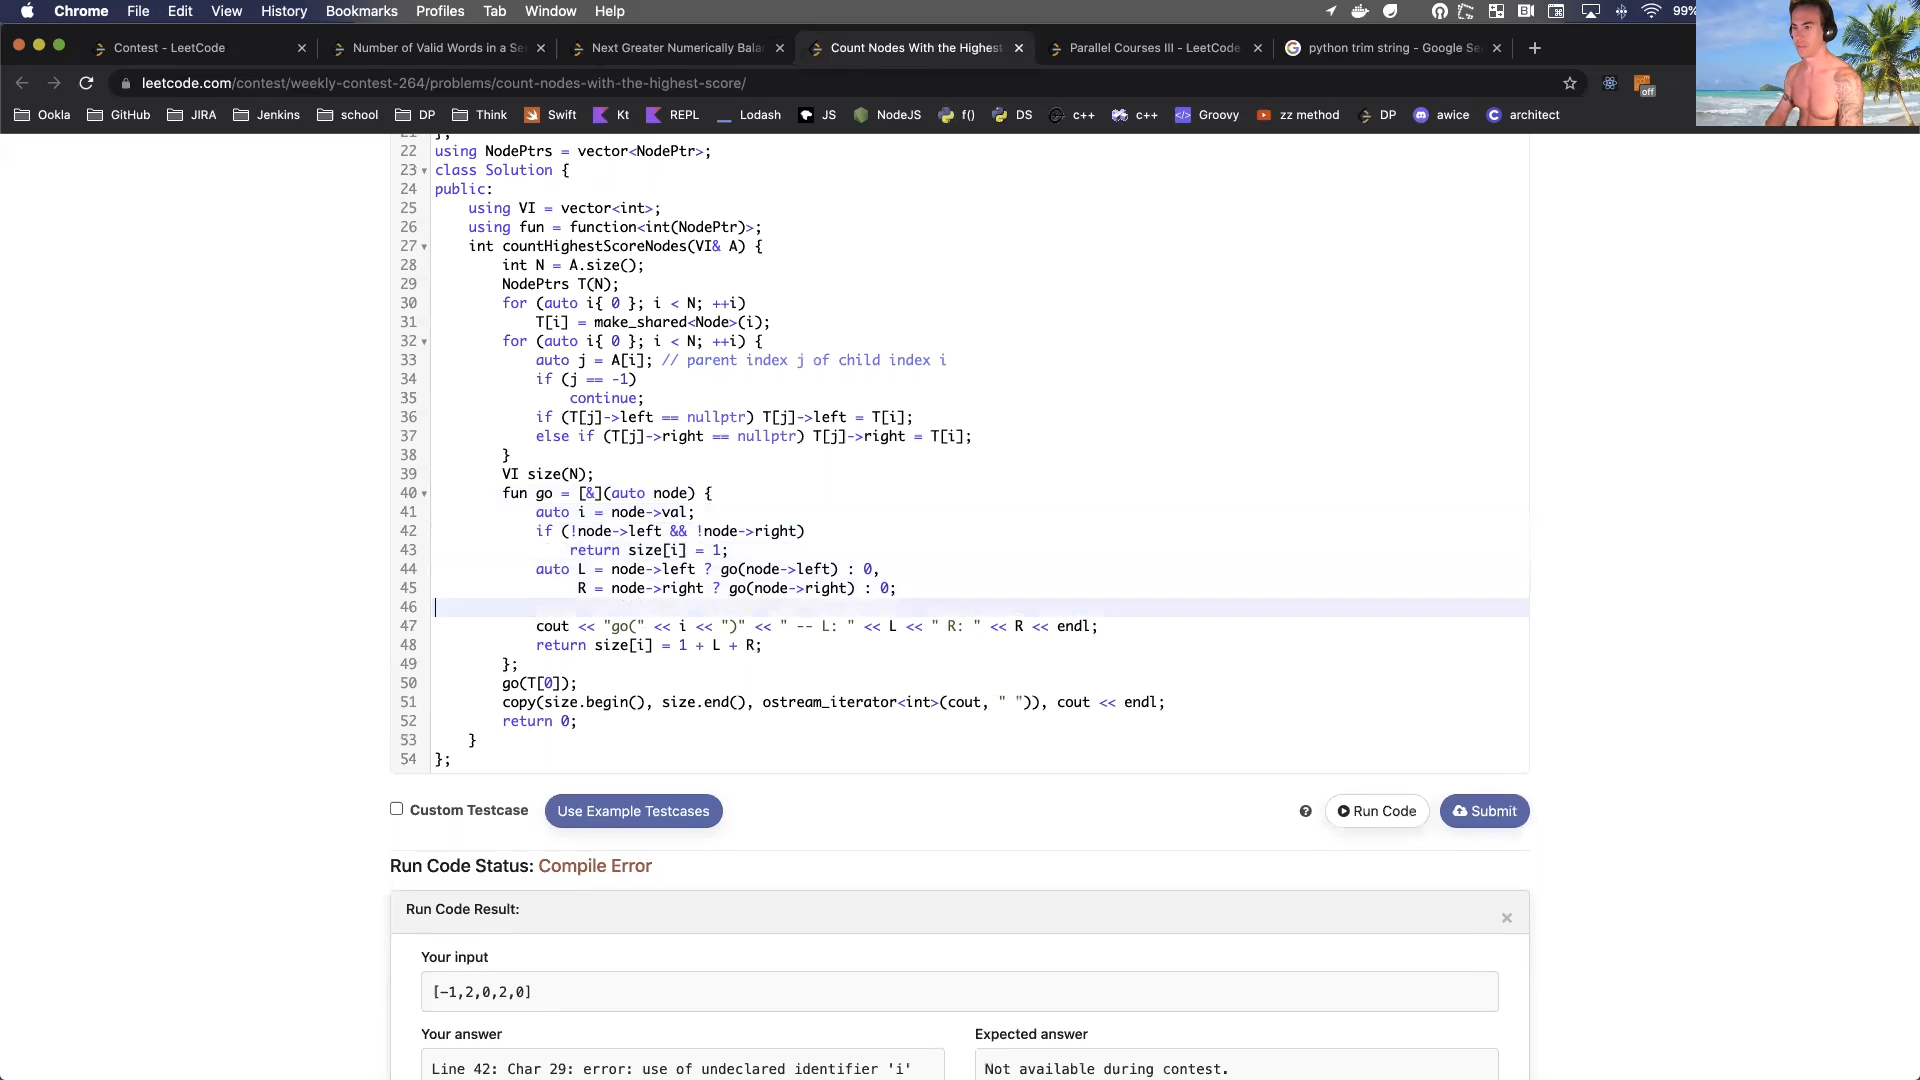 Chrome File Edit View History Bookmarks Profiles Tab Window Help 99%
Contest - LeetCode × Number of Valid Words in a Se × Next Greater Numerically Bala × Count Nodes With the Highest × Parallel Courses III - LeetCode × python trim string - Google Se × +
leetcode.com/contest/weekly-contest-264/problems/count-nodes-with-the-highest-score/ off
Ookla GitHub JIRA Jenkins school DP Think Swift Kt REPL Lodash JS NodeJS f() DS c++ c++ Groovy zz method DP awice architect
21 };
22 using NodePtrs = vector<NodePtr>;
23 class Solution {
24 public:
25     using VI = vector<int>;
26     using fun = function<int(NodePtr)>;
27     int countHighestScoreNodes(VI& A) {
28         int N = A.size();
29         NodePtrs T(N);
30         for (auto i{ 0 }; i < N; ++i)
31             T[i] = make_shared<Node>(i);
32         for (auto i{ 0 }; i < N; ++i) {
33             auto j = A[i]; // parent index j of child index i
34             if (j == -1)
35                 continue;
36             if (T[j]->left == nullptr) T[j]->left = T[i];
37             else if (T[j]->right == nullptr) T[j]->right = T[i];
38         }
39         VI size(N);
40         fun go = [&](auto node) {
41             auto i = node->val;
42             if (!node->left && !node->right)
43                 return size[i] = 1;
44             auto L = node->left ? go(node->left) : 0,
45                  R = node->right ? go(node->right) : 0;
46
47             cout << "go(" << i << ")" << " -- L: " << L << " R: " << R << endl;
48             return size[i] = 1 + L + R;
49         };
50         go(T[0]);
51         copy(size.begin(), size.end(), ostream_iterator<int>(cout, " ")), cout << endl;
52         return 0;
53     }
54 };
Custom Testcase Use Example Testcases ? Run Code Submit
Run Code Status: Compile Error
Run Code Result: ×
Your input
[-1,2,0,2,0]
Your answer Expected answer
Line 42: Char 29: error: use of undeclared identifier 'i' Not available during contest.